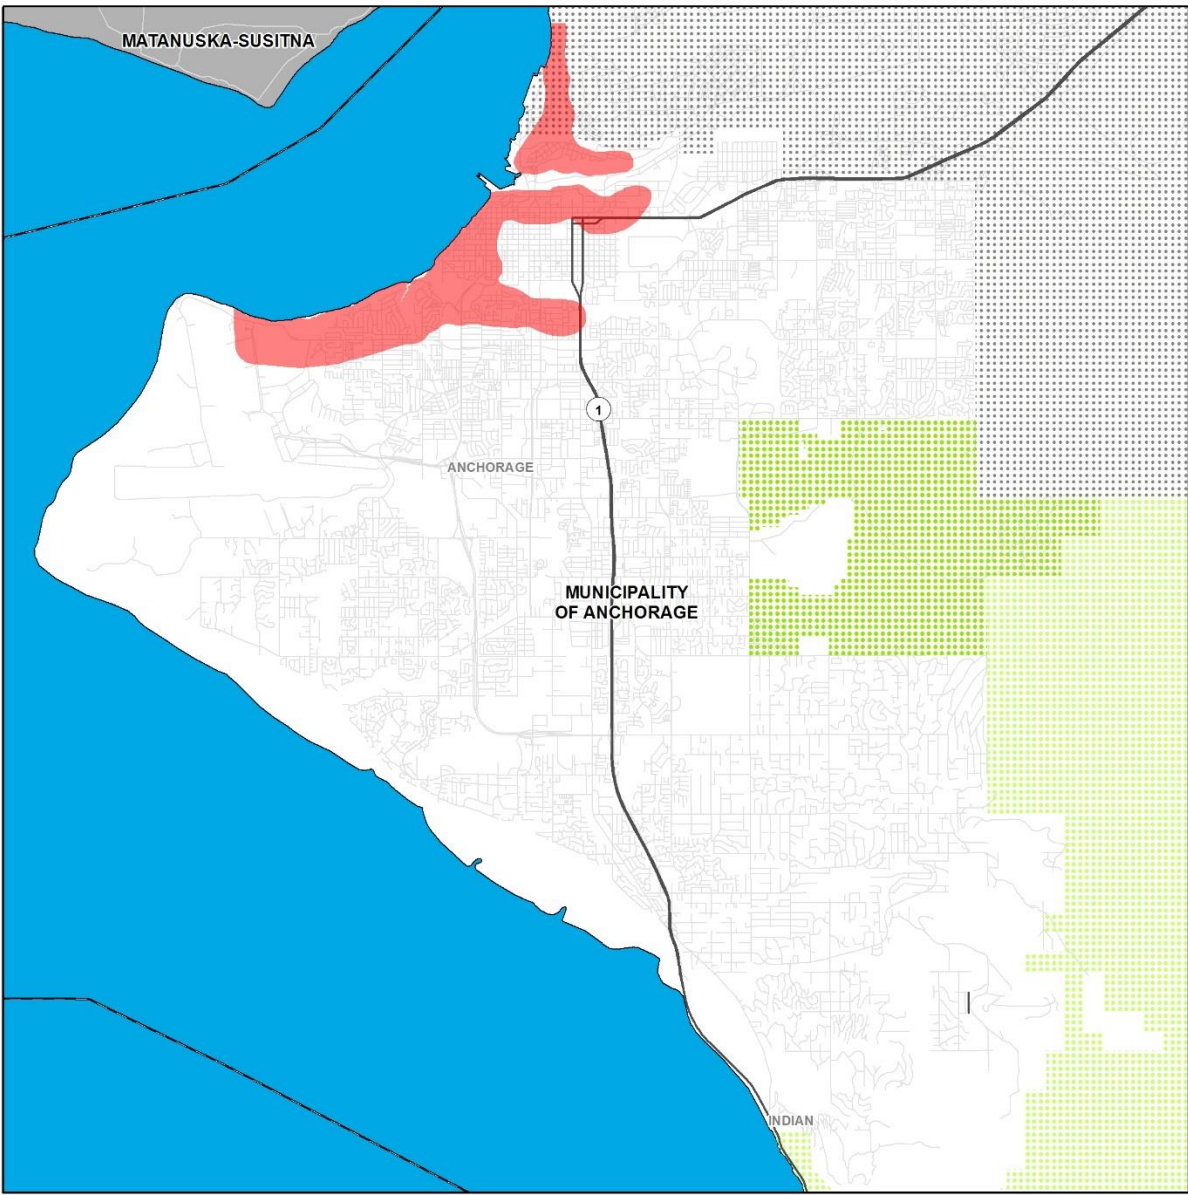 MATANUSKA-SUSITNA
1
ANCHORAGE
MUNICIPALITY
OF ANCHORAGE
INDIAN